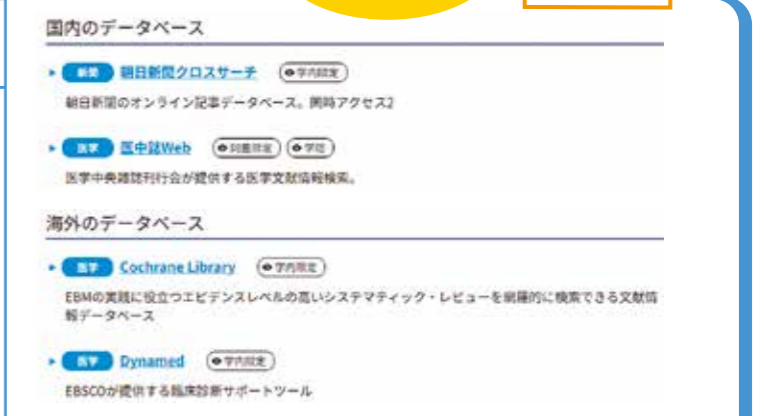 国内のデータベース
新聞 朝日新聞クロスサーチ 学内限定
朝日新聞のオンライン記事データベース。同時アクセス2
医学 医中誌Web 学認
医学中央雑誌刊行会が提供する医学文献情報検索。
海外のデータベース
医学 Cochrane Library 学内限定
EBMの実践に役立つエビデンスレベルの高いシステマティック・レビューを網羅的に検索できる文献情
報データベース
医学 Dynamed 学内限定
EBSCOが提供する臨床診断サポートツール